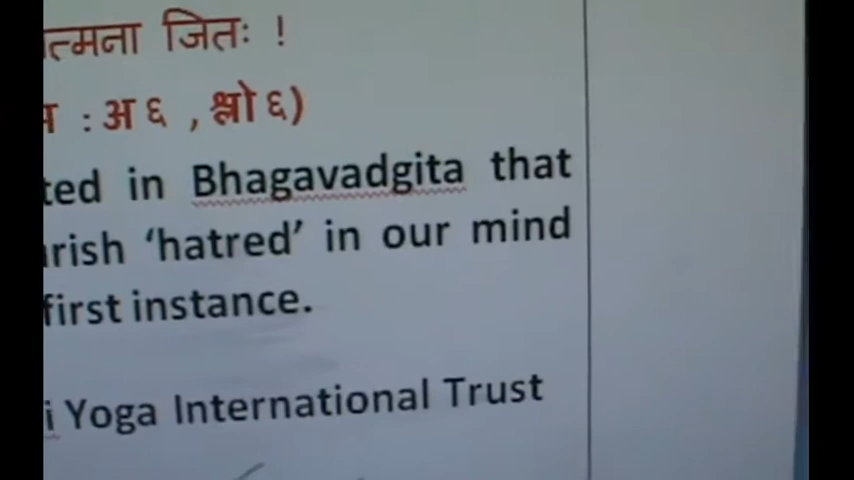 त्मना जितः !
: अ ६ , श्लो ६)
ted in Bhagavadgita that
rish ‘hatred’ in our mind
first instance.
i Yoga International Trust